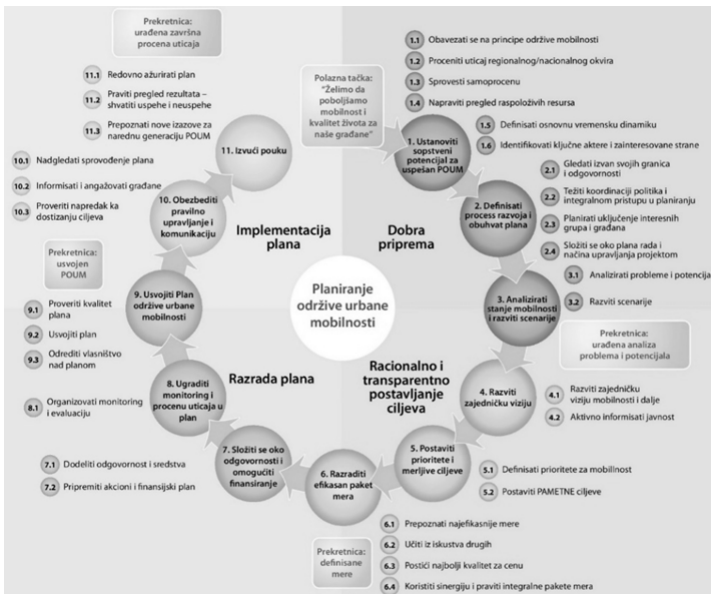 Prekretnica:
urađena završna
procena uticaja
11.1 Redovno ažurirati plan
11.2 Praviti pregled rezultata –
shvatiti uspehe i neuspehe
11.3 Prepoznati nove izazove za
narednu generaciju POUM
Polazna tačka:
"Želimo da
poboljšamo
mobilnost i
kvalitet života za
naše građane"
1.1 Obavezati se na principe održive mobilnosti
1.2 Proceniti uticaj regionalnog/nacionalnog okvira
1.3 Sprovesti samoprocenu
1.4 Napraviti pregled raspoloživih resursa
1.5 Definisati osnovnu vremensku dinamiku
1.6 Identifikovati ključne aktere i zainteresovane strane
1. Ustanoviti
sopstveni
potencijal za
uspešan POUM
2.1 Gledati izvan svojih granica
i odgovornosti
2.2 Težiti koordinaciji politika i
integralnom pristupu u planiranju
2.3 Planirati uključenje interesnih
grupa i građana
2.4 Složiti se oko plana rada i
načina upravljanja projektom
2. Definisati
process razvoja i
obuhvat plana
3.1 Analizirati probleme i potencija
3.2 Razviti scenarije
3. Analizirati
stanje mobilnosti
i razviti scenarije
Prekretnica:
urađena analiza
problema i potencijala
11. Izvući pouku
10.1 Nadgledati sprovođenje plana
10.2 Informisati i angažovati građane
10.3 Proveriti napredak ka
dostizanju ciljeva
10. Obezbediti
pravilno
upravljanje i
komunikaciju
Implementacija
plana
Dobra
priprema
Prekretnica:
usvojen
POUM
9.1 Proveriti kvalitet
plana
9.2 Usvojiti plan
9.3 Odrediti vlasništvo
nad planom
9. Usvojiti Plan
održive urbane
mobilnosti
Planiranje
održive urbane
mobilnosti
Razrada plana
Racionalno i
transparentno
postavljanje
ciljeva
4. Razviti
zajedničku viziju
4.1 Razviti zajedničku
viziju mobilnosti i dalje
4.2 Aktivno informisati javnost
8. Ugraditi
monitoring i
procenu uticaja u
plan
8.1 Organizovati monitoring
i evaluaciju
7. Složiti se oko
odgovornosti i
omogućiti
finansiranje
7.1 Dodeliti odgovornost i sredstva
7.2 Pripremiti akcioni i finansijski plan
6. Razraditi
efikasan paket
mera
5. Postaviti
prioritete i
merljive ciljeve
5.1 Definisati prioritete za mobilnost
5.2 Postaviti PAMETNE ciljeve
Prekretnica:
definisane
mere
6.1 Prepoznati najefikasnije mere
6.2 Učiti iz iskustva drugih
6.3 Postići najbolji kvalitet za cenu
6.4 Koristiti sinergiju i praviti integralne pakete mera